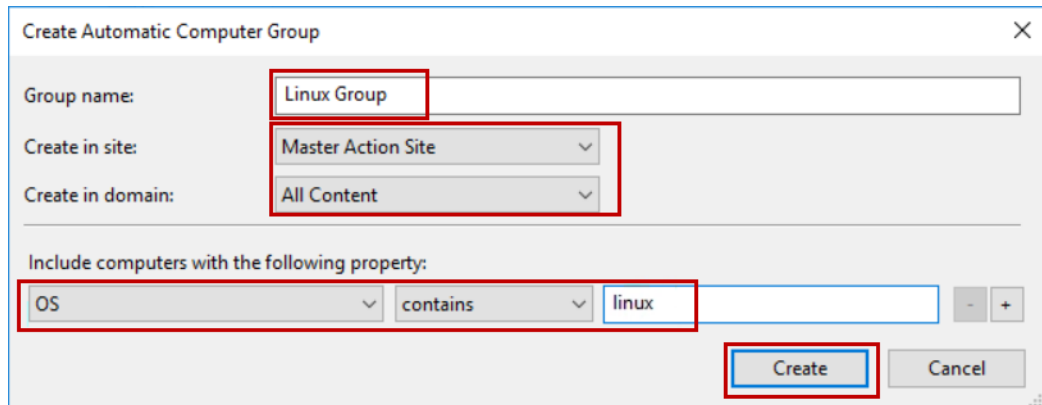 Create Automatic Computer Group
Group name: Linux Group
Create in site: Master Action Site
Create in domain: All Content
Include computers with the following property:
OS contains linux - +
Create Cancel